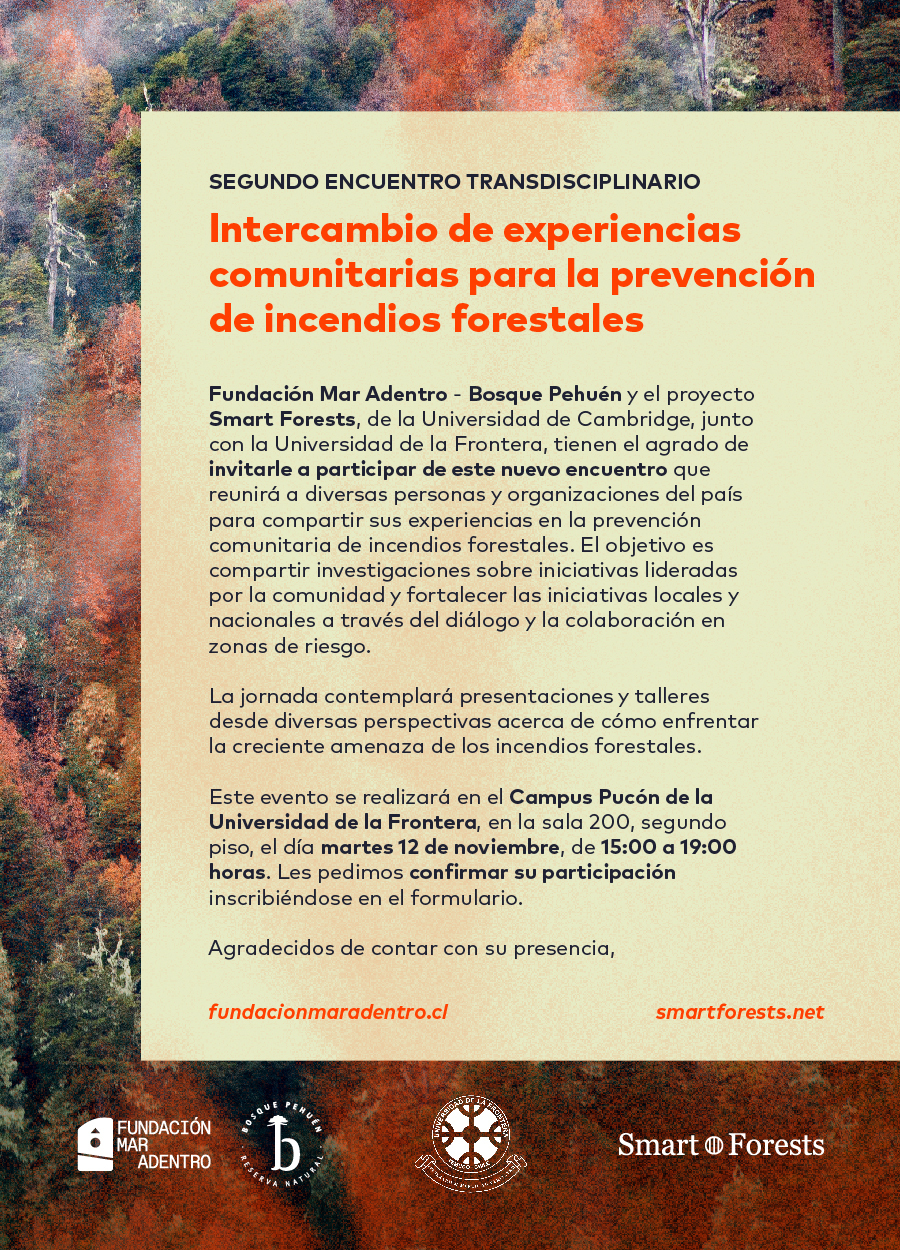 SEGUNDO ENCUENTRO TRANSDISCIPLINARIO
Intercambio de experiencias
comunitarias para la prevención
de incendios forestales
Fundación Mar Adentro - Bosque Pehuén y el proyecto
Smart Forests, de la Universidad de Cambridge, junto
con la Universidad de la Frontera, tienen el agrado de
invitarle a participar de este nuevo encuentro que
reunirá a diversas personas y organizaciones del país
para compartir sus experiencias en la prevención
comunitaria de incendios forestales. El objetivo es
compartir investigaciones sobre iniciativas lideradas
por la comunidad y fortalecer las iniciativas locales y
nacionales a través del diálogo y la colaboración en
zonas de riesgo.
La jornada contemplará presentaciones y talleres
desde diversas perspectivas acerca de cómo enfrentar
la creciente amenaza de los incendios forestales.
Este evento se realizará en el Campus Pucón de la
Universidad de la Frontera, en la sala 200, segundo
piso, el día martes 12 de noviembre, de 15:00 a 19:00
horas. Les pedimos confirmar su participación
inscribiéndose en el formulario.
Agradecidos de contar con su presencia,
fundacionmaradentro.cl
smartforests.net
FUNDACIÓN
MAR
ADENTRO
BOSQUE PEHUÉN
b
RESERVA NATURAL
UNIVERSIDAD DE LA FRONTERA
TEMUCO CHILE
Smart Forests